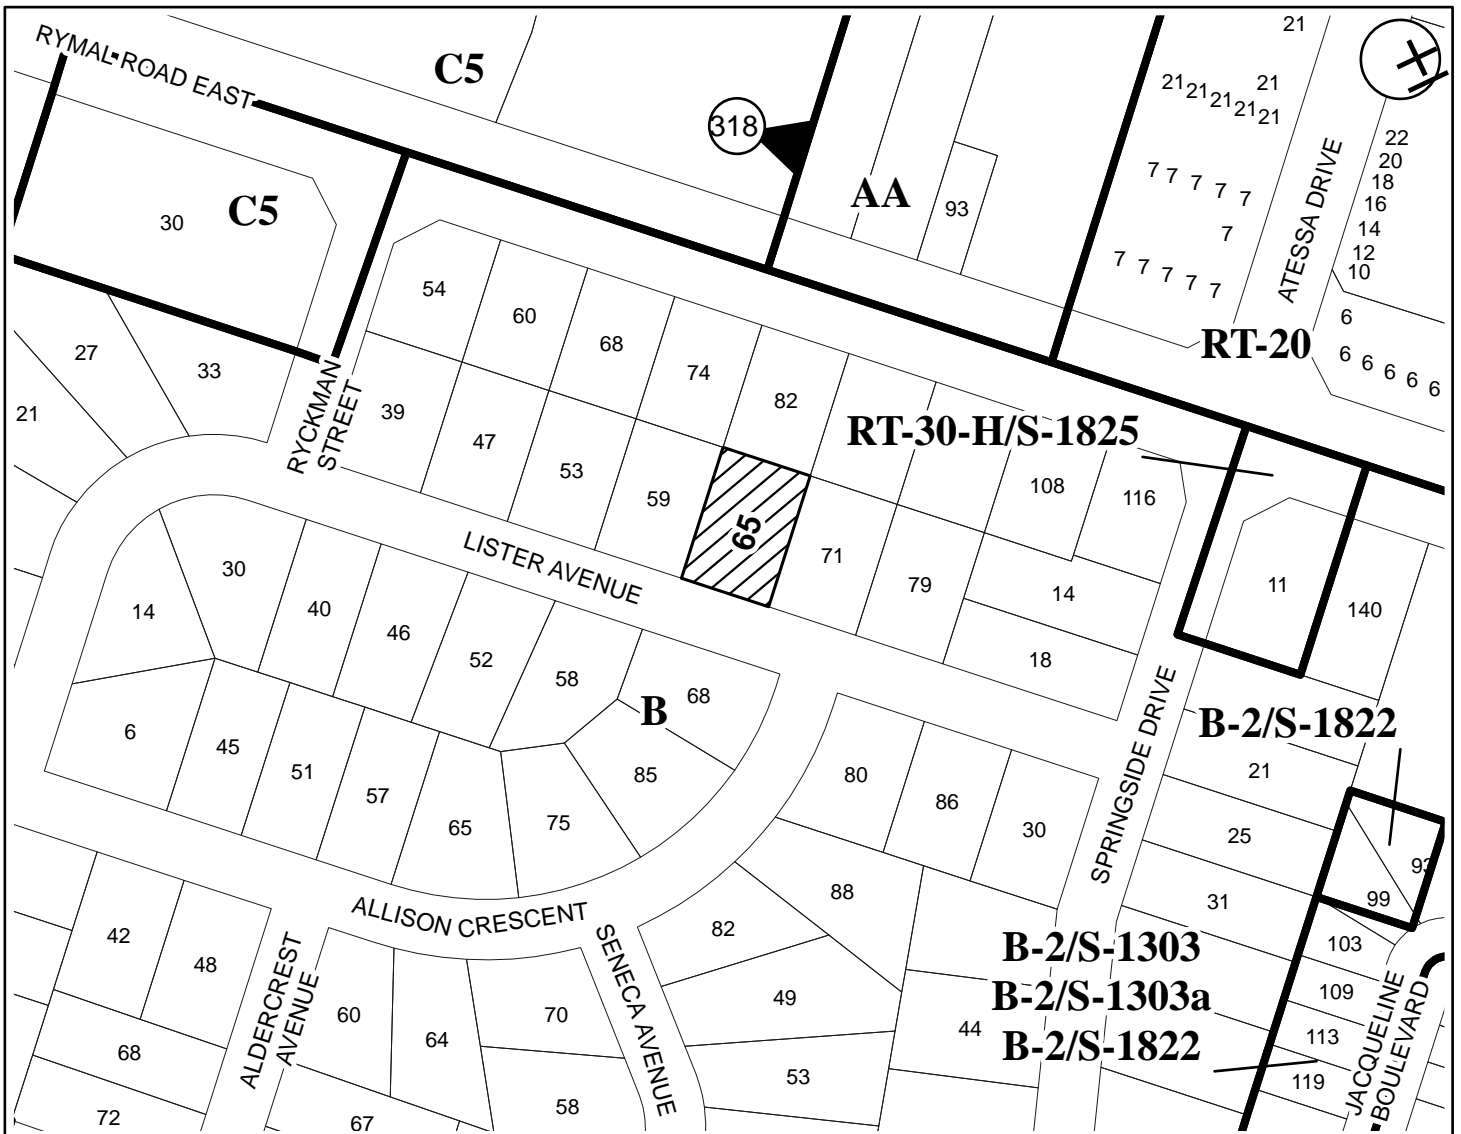 RYMAL ROAD EAST
C5
318
AA
93
21
21
21 21 21 21 21
7 7 7 7 7
7
7 7 7 7 7
ATESSA DRIVE
22
20
18
16
14
12
10
6
6 6 6 6 6
RT-20
30
C5
27
33
21
RYCKMAN
STREET
54
60
68
74
82
39
47
53
59
65
71
79
RT-30-H/S-1825
108
116
14
18
11
140
LISTER AVENUE
14
30
40
46
52
58
68
B
6
45
51
57
65
75
85
80
86
30
SPRINGSIDE DRIVE
B-2/S-1822
21
25
31
93
99
103
109
113
119
ALLISON CRESCENT
SENECA AVENUE
ALDERCREST
AVENUE
42
48
68
72
60
64
70
58
67
82
88
49
53
44
B-2/S-1303
B-2/S-1303a
B-2/S-1822
JACQUELINE
BOULEVARD